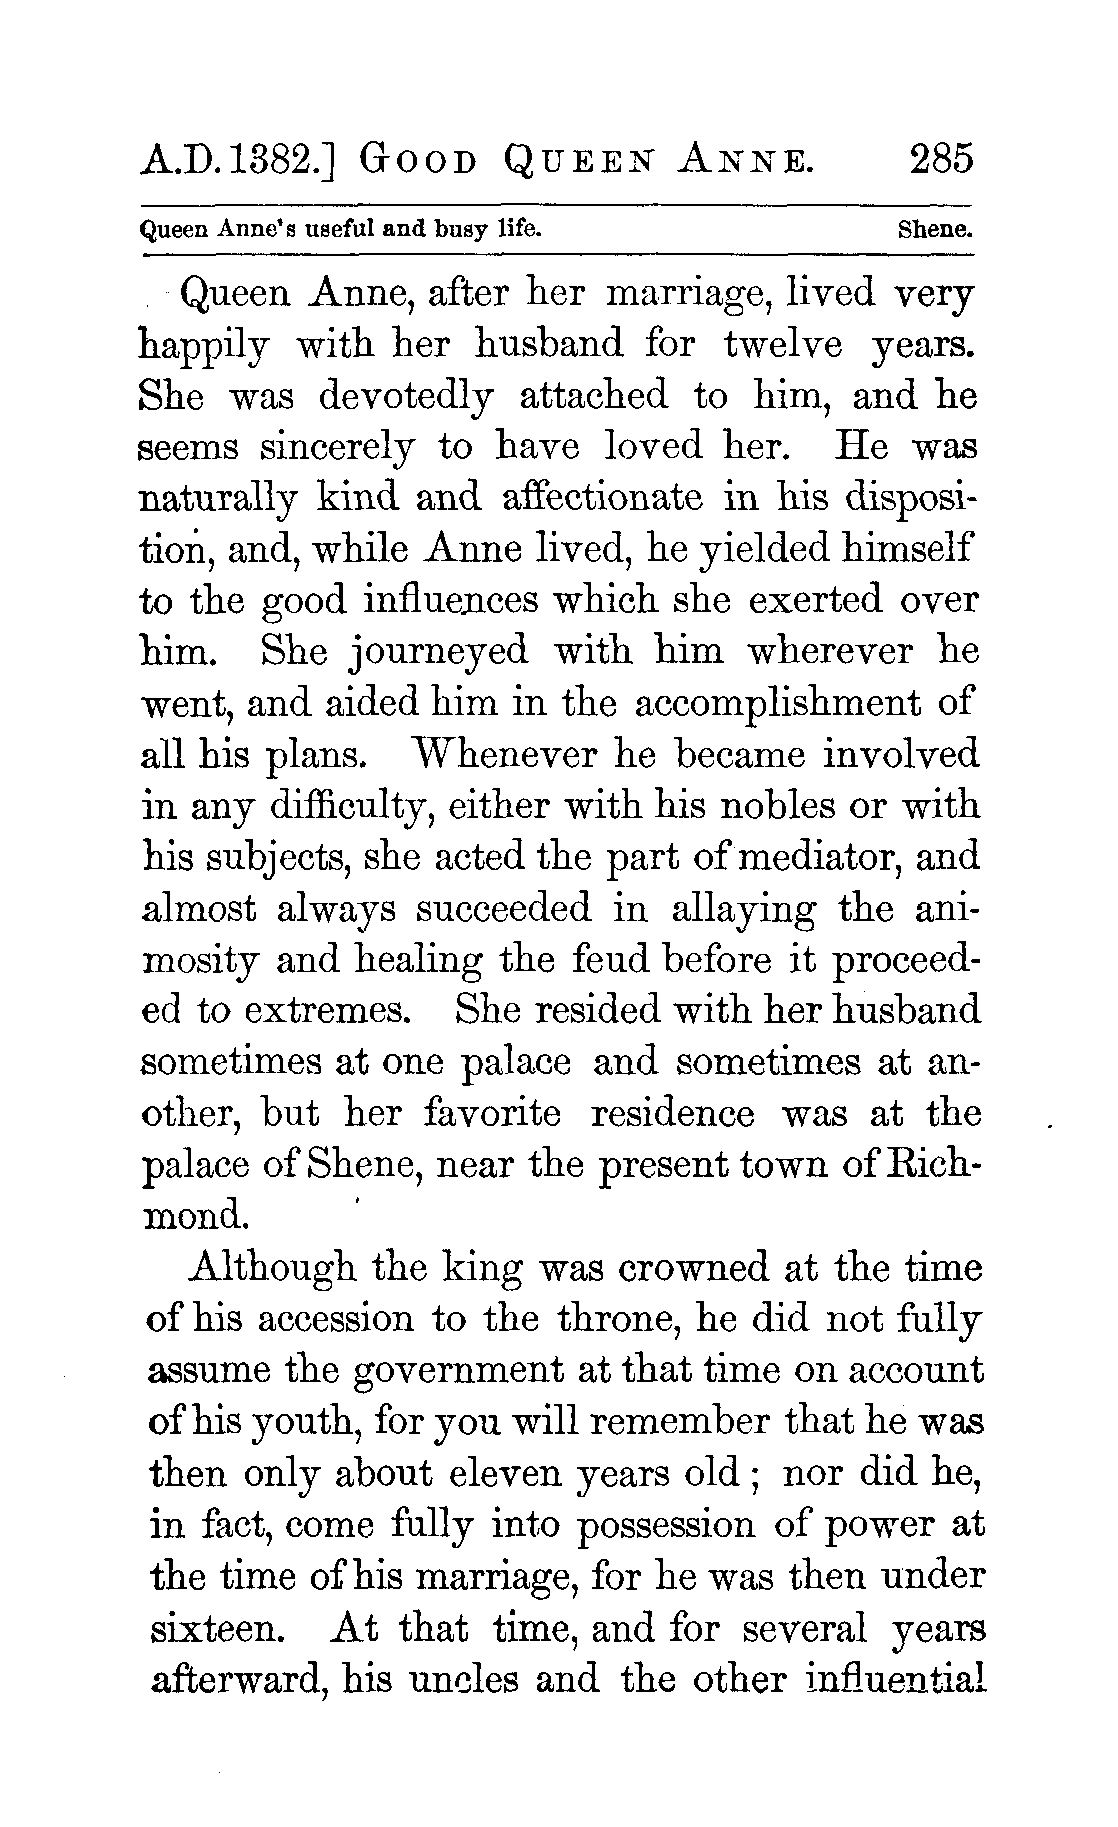 A.D. 1382.] GOOD QUEEN ANNE. 285
Queen Anne's useful and busy life. Shene.
Queen Anne, after her marriage, lived very
happily with her husband for twelve years.
She was devotedly attached to him, and he
seems sincerely to have loved her. He was
naturally kind and affectionate in his disposi-
tion, and, while Anne lived, he yielded himself
to the good influences which she exerted over
him. She journeyed with him wherever he
went, and aided him in the accomplishment of
all his plans. Whenever he became involved
in any difficulty, either with his nobles or with
his subjects, she acted the part of mediator, and
almost always succeeded in allaying the ani-
mosity and healing the feud before it proceed-
ed to extremes. She resided with her husband
sometimes at one palace and sometimes at an-
other, but her favorite residence was at the
palace of Shene, near the present town of Rich-
mond.
Although the king was crowned at the time
of his accession to the throne, he did not fully
assume the government at that time on account
of his youth, for you will remember that he was
then only about eleven years old; nor did he,
in fact, come fully into possession of power at
the time of his marriage, for he was then under
sixteen. At that time, and for several years
afterward, his uncles and the other influential